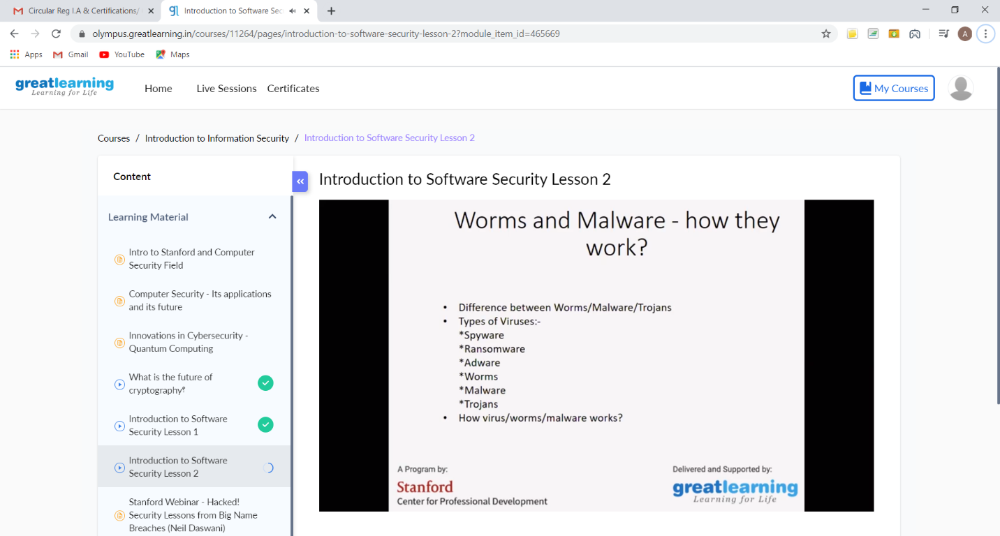 Circular Reg I.A & Certifications/
Introduction to Software Sec
olympus.greatlearning.in/courses/11264/pages/introduction-to-software-security-lesson-2?module_item_id=465669
A
Apps Gmail YouTube Maps
greatlearning
Learning for Life
Home Live Sessions Certificates
My Courses
Courses / Introduction to Information Security / Introduction to Software Security Lesson 2
Content
Learning Material
Intro to Stanford and Computer
Security Field
Computer Security - Its applications
and its future
Innovations in Cybersecurity -
Quantum Computing
What is the future of
cryptography?
Introduction to Software
Security Lesson 1
Introduction to Software
Security Lesson 2
Stanford Webinar - Hacked!
Security Lessons from Big Name
Breaches (Neil Daswani)
Introduction to Software Security Lesson 2
Worms and Malware - how they
work?
• Difference between Worms/Malware/Trojans
• Types of Viruses:-
*Spyware
*Ransomware
*Adware
*Worms
*Malware
*Trojans
• How virus/worms/malware works?
A Program by:
Stanford
Center for Professional Development
Delivered and Supported by:
greatlearning
Learning for Life